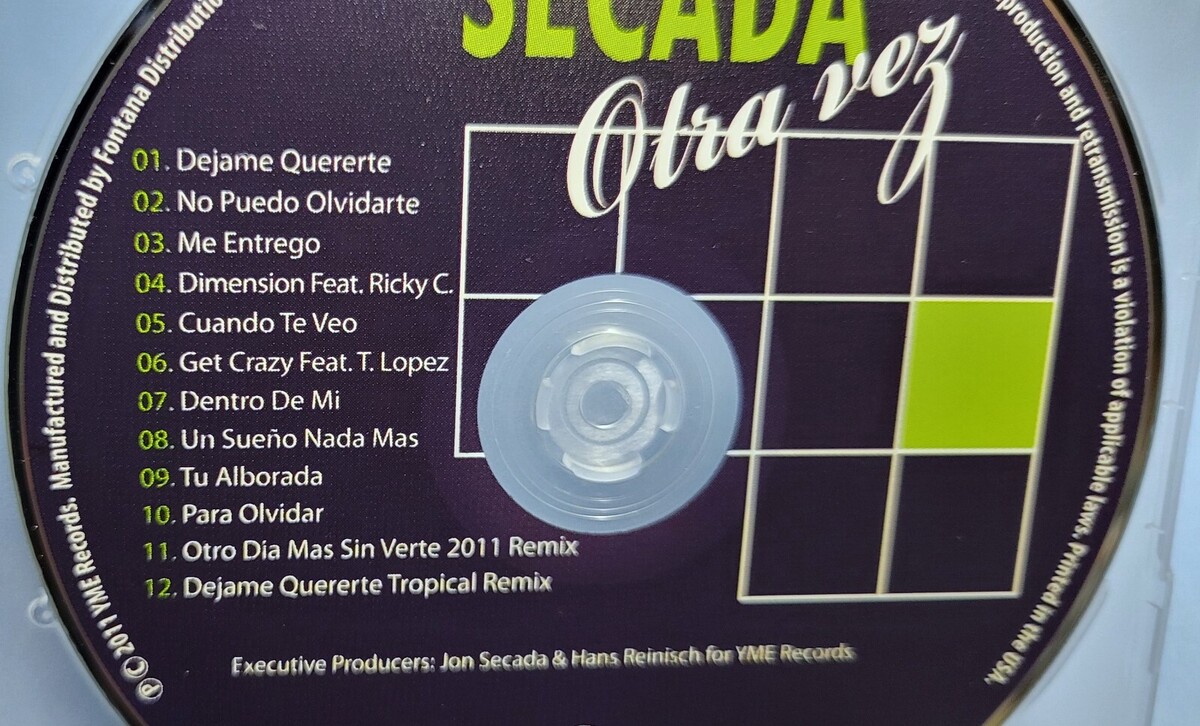 SECADA
Otra vez
01. Dejame Quererte
02. No Puedo Olvidarte
03. Me Entrego
04. Dimension Feat. Ricky C.
05. Cuando Te Veo
06. Get Crazy Feat. T. Lopez
07. Dentro De Mi
08. Un Sueño Nada Mas
09. Tu Alborada
10. Para Olvidar
11. Otro Dia Mas Sin Verte 2011 Remix
12. Dejame Quererte Tropical Remix
Executive Producers: Jon Secada & Hans Reinisch for YME Records
℗© 2011 YME Records. Manufactured and Distributed by Fontana
and retransmission is a violation of applicable laws. Printed in the USA.